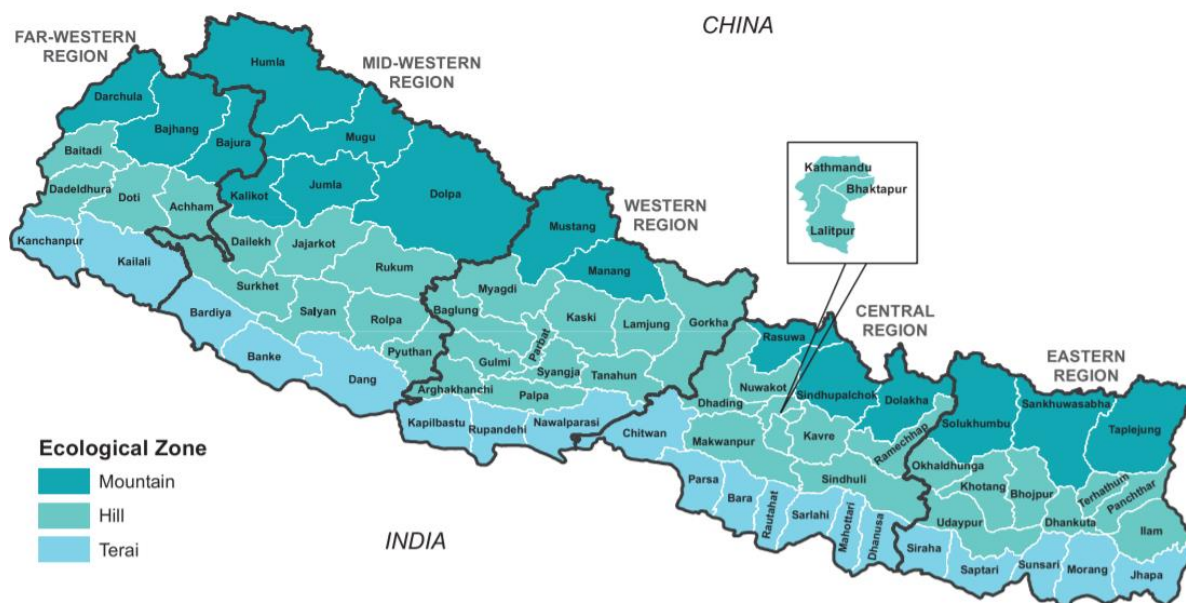 CHINA
FAR-WESTERN
REGION
MID-WESTERN
REGION
Humla
Darchula
Bajhang
Bajura
Mugu
Baitadi
Dadeldhura
Doti
Achham
Kalikot
Jumla
Dolpa
Kanchanpur
Kailali
Dailekh
Jajarkot
Rukum
Surkhet
Salyan
Rolpa
Bardiya
Banke
Dang
Pyuthan
WESTERN
REGION
Mustang
Manang
Myagdi
Baglung
Parbat
Kaski
Lamjung
Gorkha
Gulmi
Syangja
Tanahun
Arghakhanchi
Palpa
Kapilbastu
Rupandehi
Nawalparasi
Kathmandu
Bhaktapur
Lalitpur
CENTRAL
REGION
Rasuwa
Nuwakot
Sindhupalchok
Dolakha
Dhading
Kavre
Ramechhap
Chitwan
Makwanpur
Sindhuli
Parsa
Bara
Rautahat
Sarlahi
Mahottari
Dhanusa
EASTERN
REGION
Solukhumbu
Sankhuwasabha
Taplejung
Okhaldhunga
Khotang
Bhojpur
Terhathum
Panchthar
Udaypur
Dhankuta
Ilam
Siraha
Saptari
Sunsari
Morang
Jhapa
Ecological Zone
Mountain
Hill
Terai
INDIA